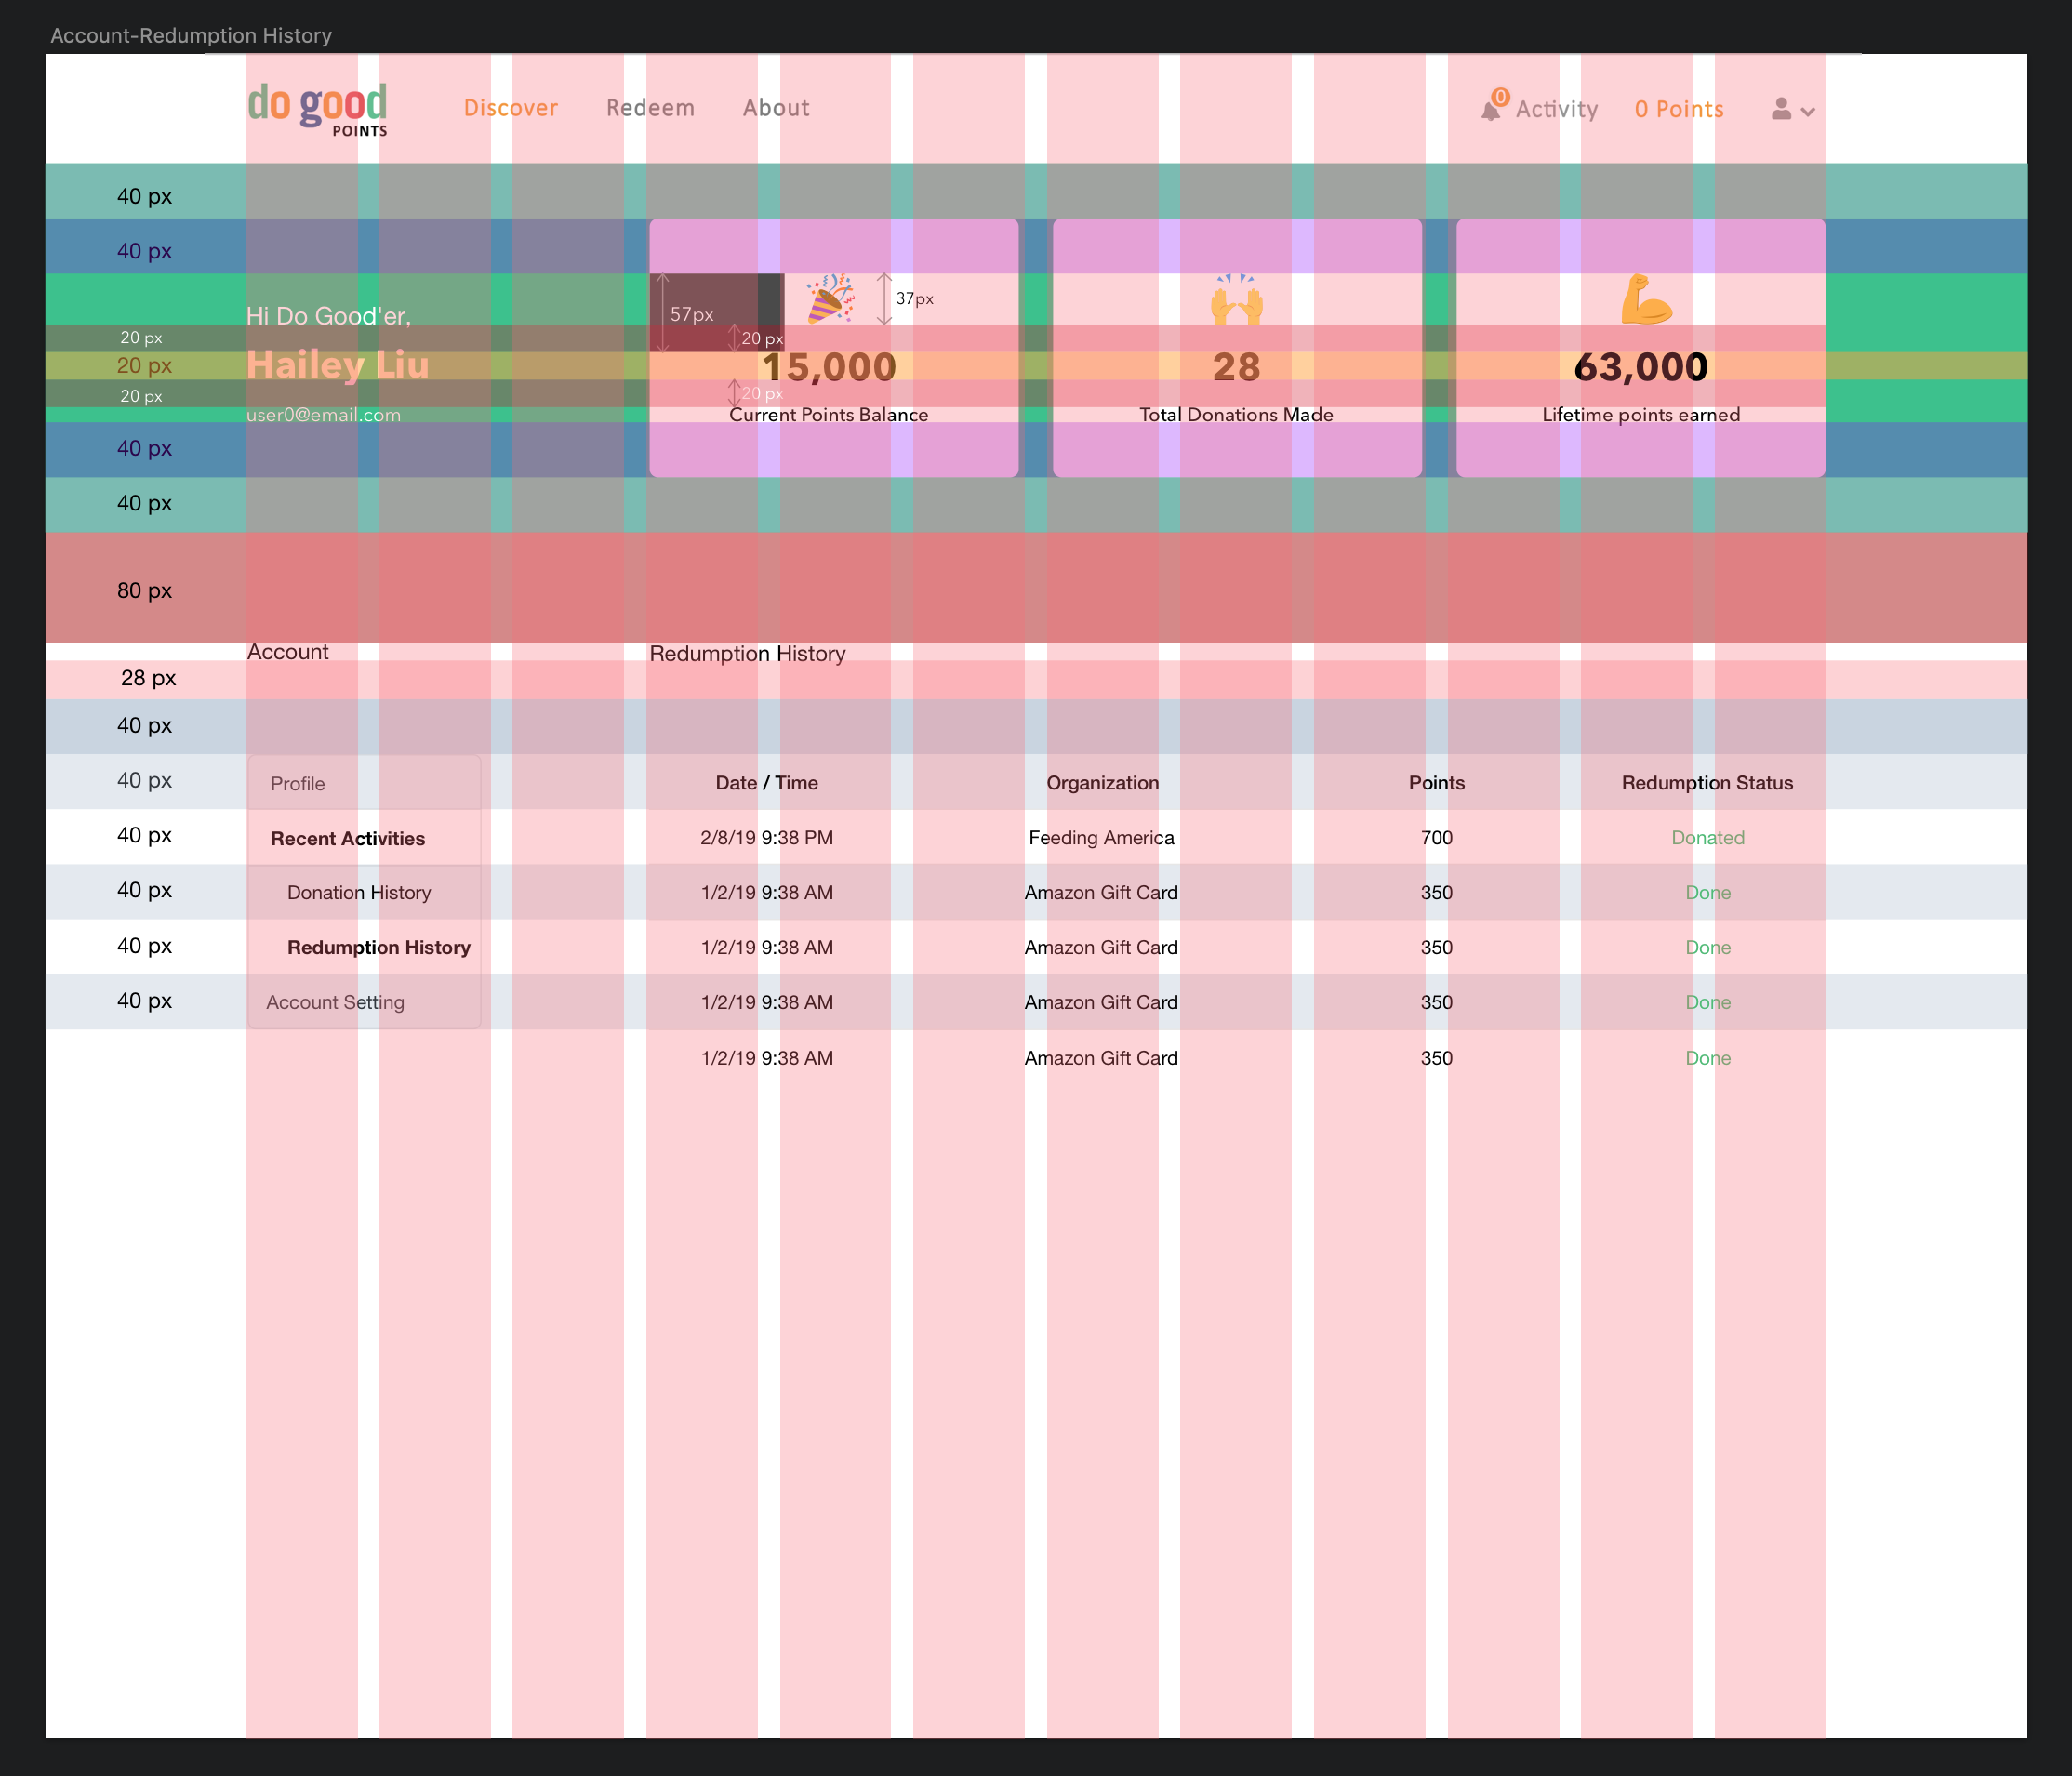 Account-Redumption History
do good
POINTS
Discover Redeem About
0
Activity 0 Points
40 px
40 px
57px
37px
Hi Do Good'er,
20 px
20 px
20 px
Hailey Liu
15,000
28
63,000
20 px
20 px
user0@email.com
Current Points Balance
Total Donations Made
Lifetime points earned
40 px
40 px
80 px
Account
Redumption History
28 px
40 px
40 px
Profile
Date / Time Organization Points Redumption Status
40 px
Recent Activities
2/8/19 9:38 PM Feeding America 700 Donated
40 px
Donation History
1/2/19 9:38 AM Amazon Gift Card 350 Done
40 px
Redumption History
1/2/19 9:38 AM Amazon Gift Card 350 Done
40 px
Account Setting
1/2/19 9:38 AM Amazon Gift Card 350 Done
1/2/19 9:38 AM Amazon Gift Card 350 Done